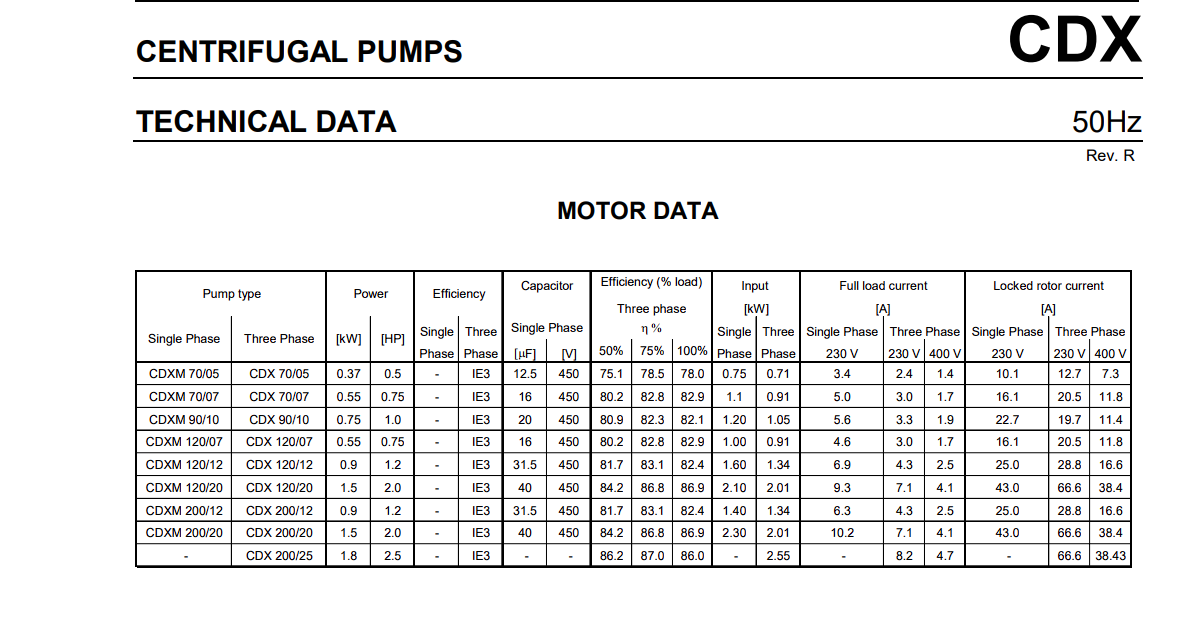 CENTRIFUGAL PUMPS CDX
TECHNICAL DATA 50Hz
Rev. R
MOTOR DATA
Pump type Power Efficiency Capacitor Efficiency (% load) Input Full load current Locked rotor current
Three phase [kW] [A] [A]
Single Phase Three Phase [kW] [HP] Single Phase Three Phase Single Phase η % Single Phase Three Phase Single Phase Three Phase Single Phase Three Phase
[µF] [V] 50% 75% 100% 230 V 230 V 400 V 230 V 230 V 400 V
CDXM 70/05 CDX 70/05 0.37 0.5 - IE3 12.5 450 75.1 78.5 78.0 0.75 0.71 3.4 2.4 1.4 10.1 12.7 7.3
CDXM 70/07 CDX 70/07 0.55 0.75 - IE3 16 450 80.2 82.8 82.9 1.1 0.91 5.0 3.0 1.7 16.1 20.5 11.8
CDXM 90/10 CDX 90/10 0.75 1.0 - IE3 20 450 80.9 82.3 82.1 1.20 1.05 5.6 3.3 1.9 22.7 19.7 11.4
CDXM 120/07 CDX 120/07 0.55 0.75 - IE3 16 450 80.2 82.8 82.9 1.00 0.91 4.6 3.0 1.7 16.1 20.5 11.8
CDXM 120/12 CDX 120/12 0.9 1.2 - IE3 31.5 450 81.7 83.1 82.4 1.60 1.34 6.9 4.3 2.5 25.0 28.8 16.6
CDXM 120/20 CDX 120/20 1.5 2.0 - IE3 40 450 84.2 86.8 86.9 2.10 2.01 9.3 7.1 4.1 43.0 66.6 38.4
CDXM 200/12 CDX 200/12 0.9 1.2 - IE3 31.5 450 81.7 83.1 82.4 1.40 1.34 6.3 4.3 2.5 25.0 28.8 16.6
CDXM 200/20 CDX 200/20 1.5 2.0 - IE3 40 450 84.2 86.8 86.9 2.30 2.01 10.2 7.1 4.1 43.0 66.6 38.4
- CDX 200/25 1.8 2.5 - IE3 - - 86.2 87.0 86.0 - 2.55 - 8.2 4.7 - 66.6 38.43